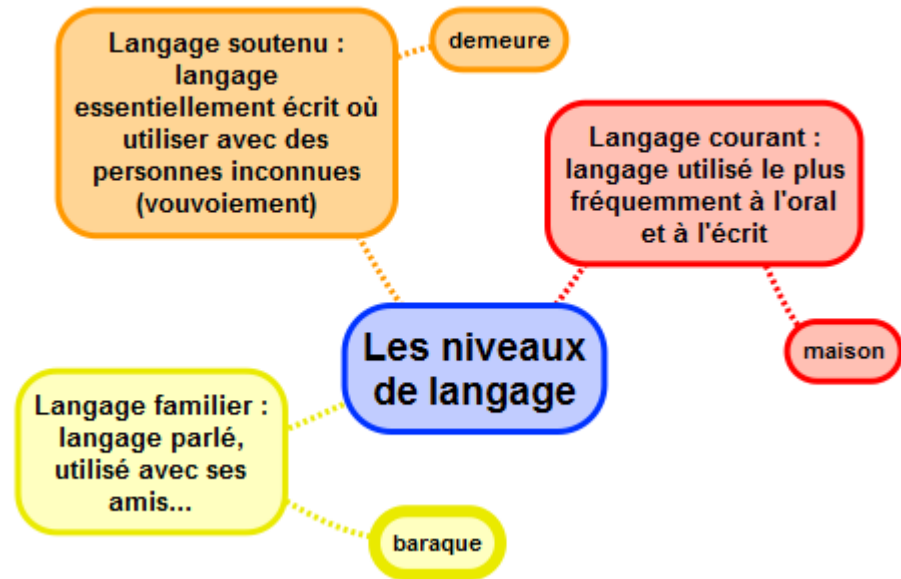 Langage soutenu :
langage
essentiellement écrit où
utiliser avec des
personnes inconnues
(vouvoiement)
demeure
Langage courant :
langage utilisé le plus
fréquemment à l'oral
et à l'écrit
maison
Les niveaux
de langage
Langage familier :
langage parlé,
utilisé avec ses
amis...
baraque